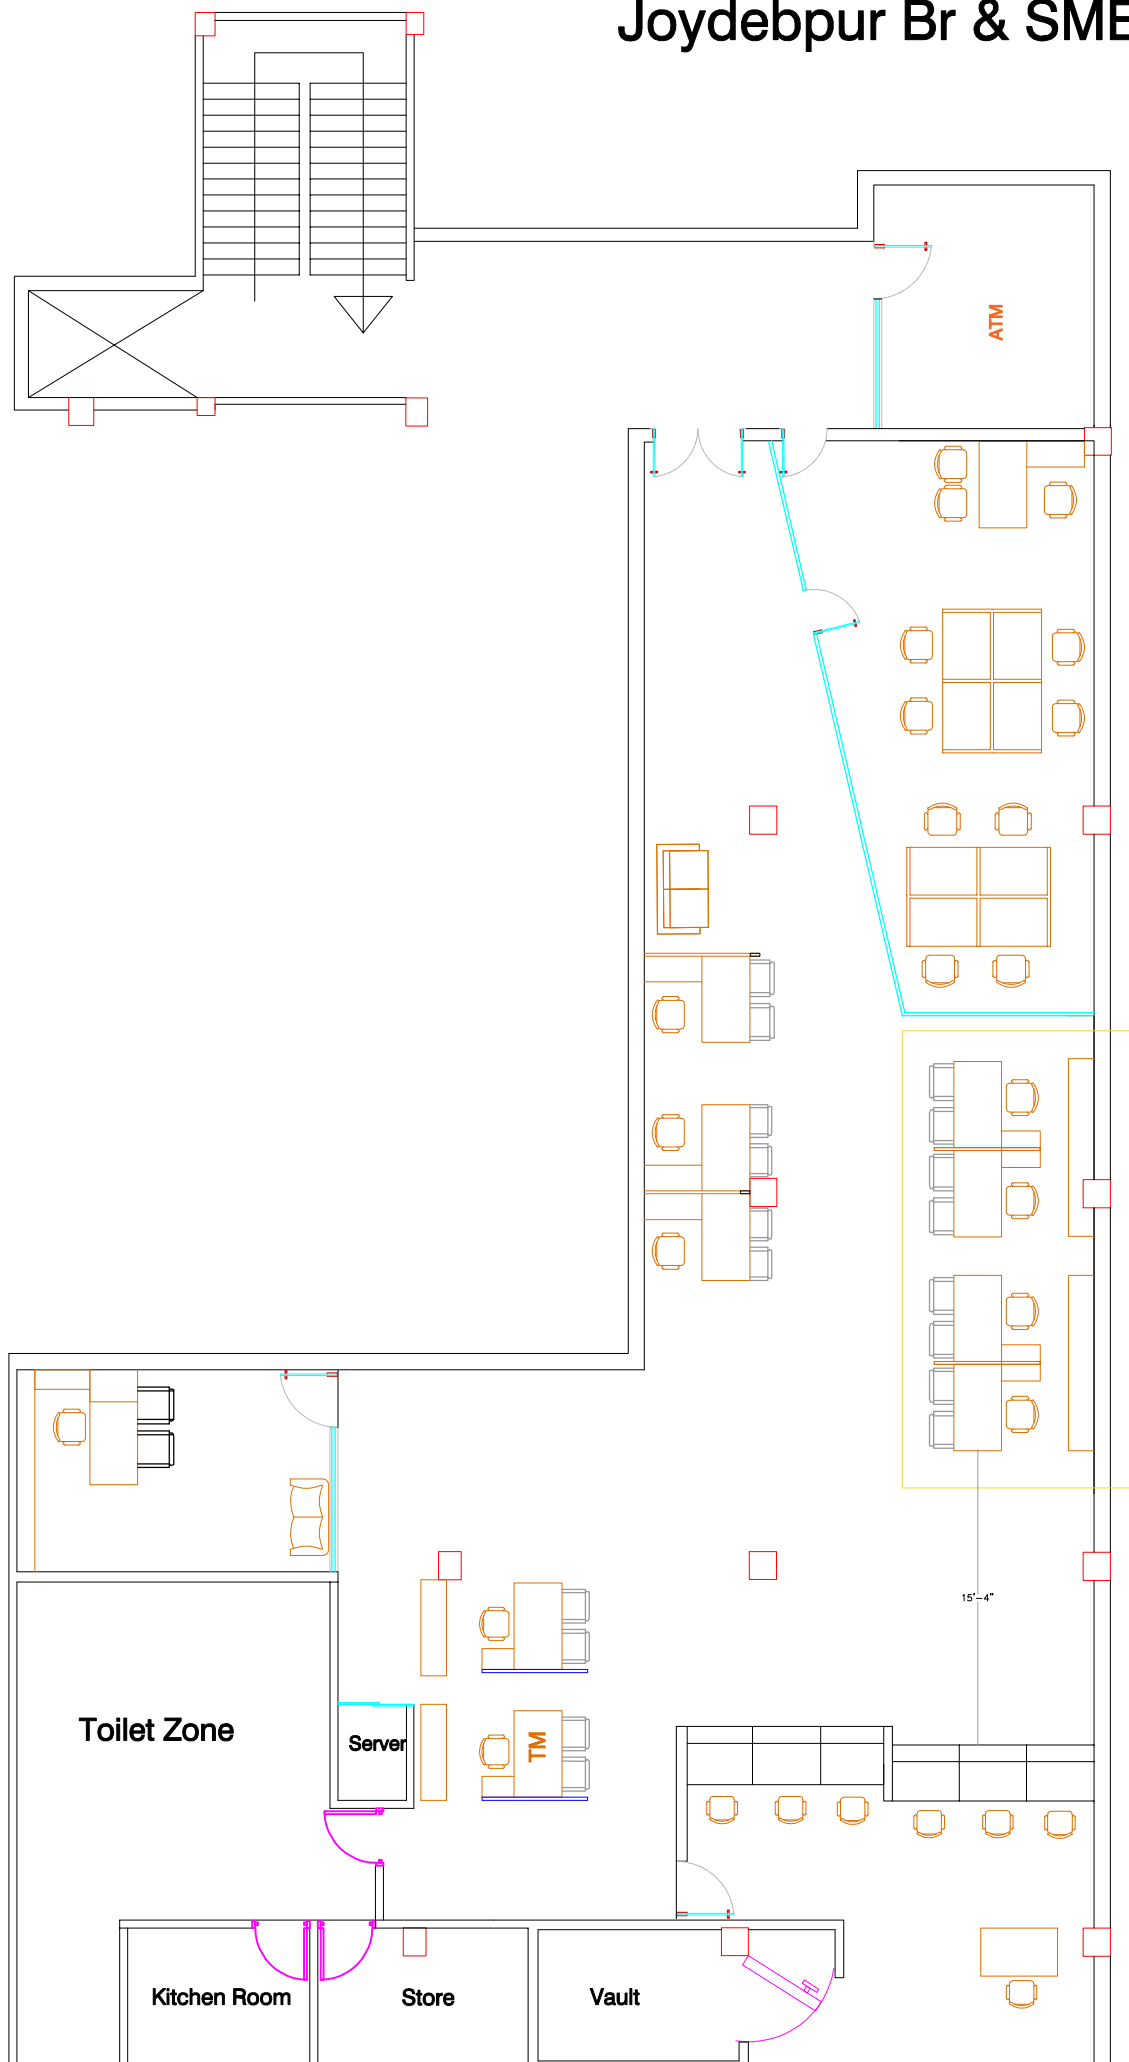 Joydebpur Br & SME
ATM
15'-4"
Toilet Zone
Server
TM
Kitchen Room
Store
Vault